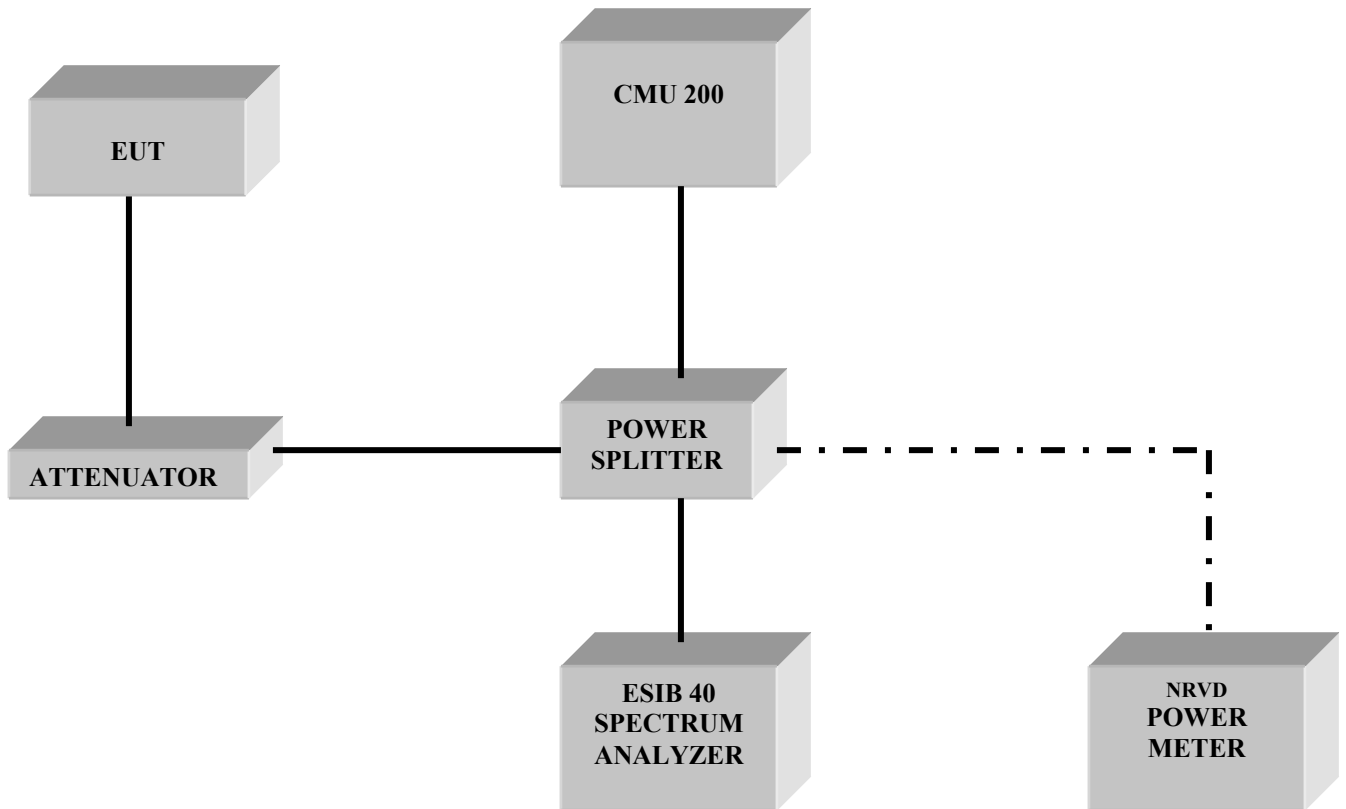 CMU 200
EUT
POWER
SPLITTER
ATTENUATOR
ESIB 40
SPECTRUM
ANALYZER
NRVD
POWER
METER